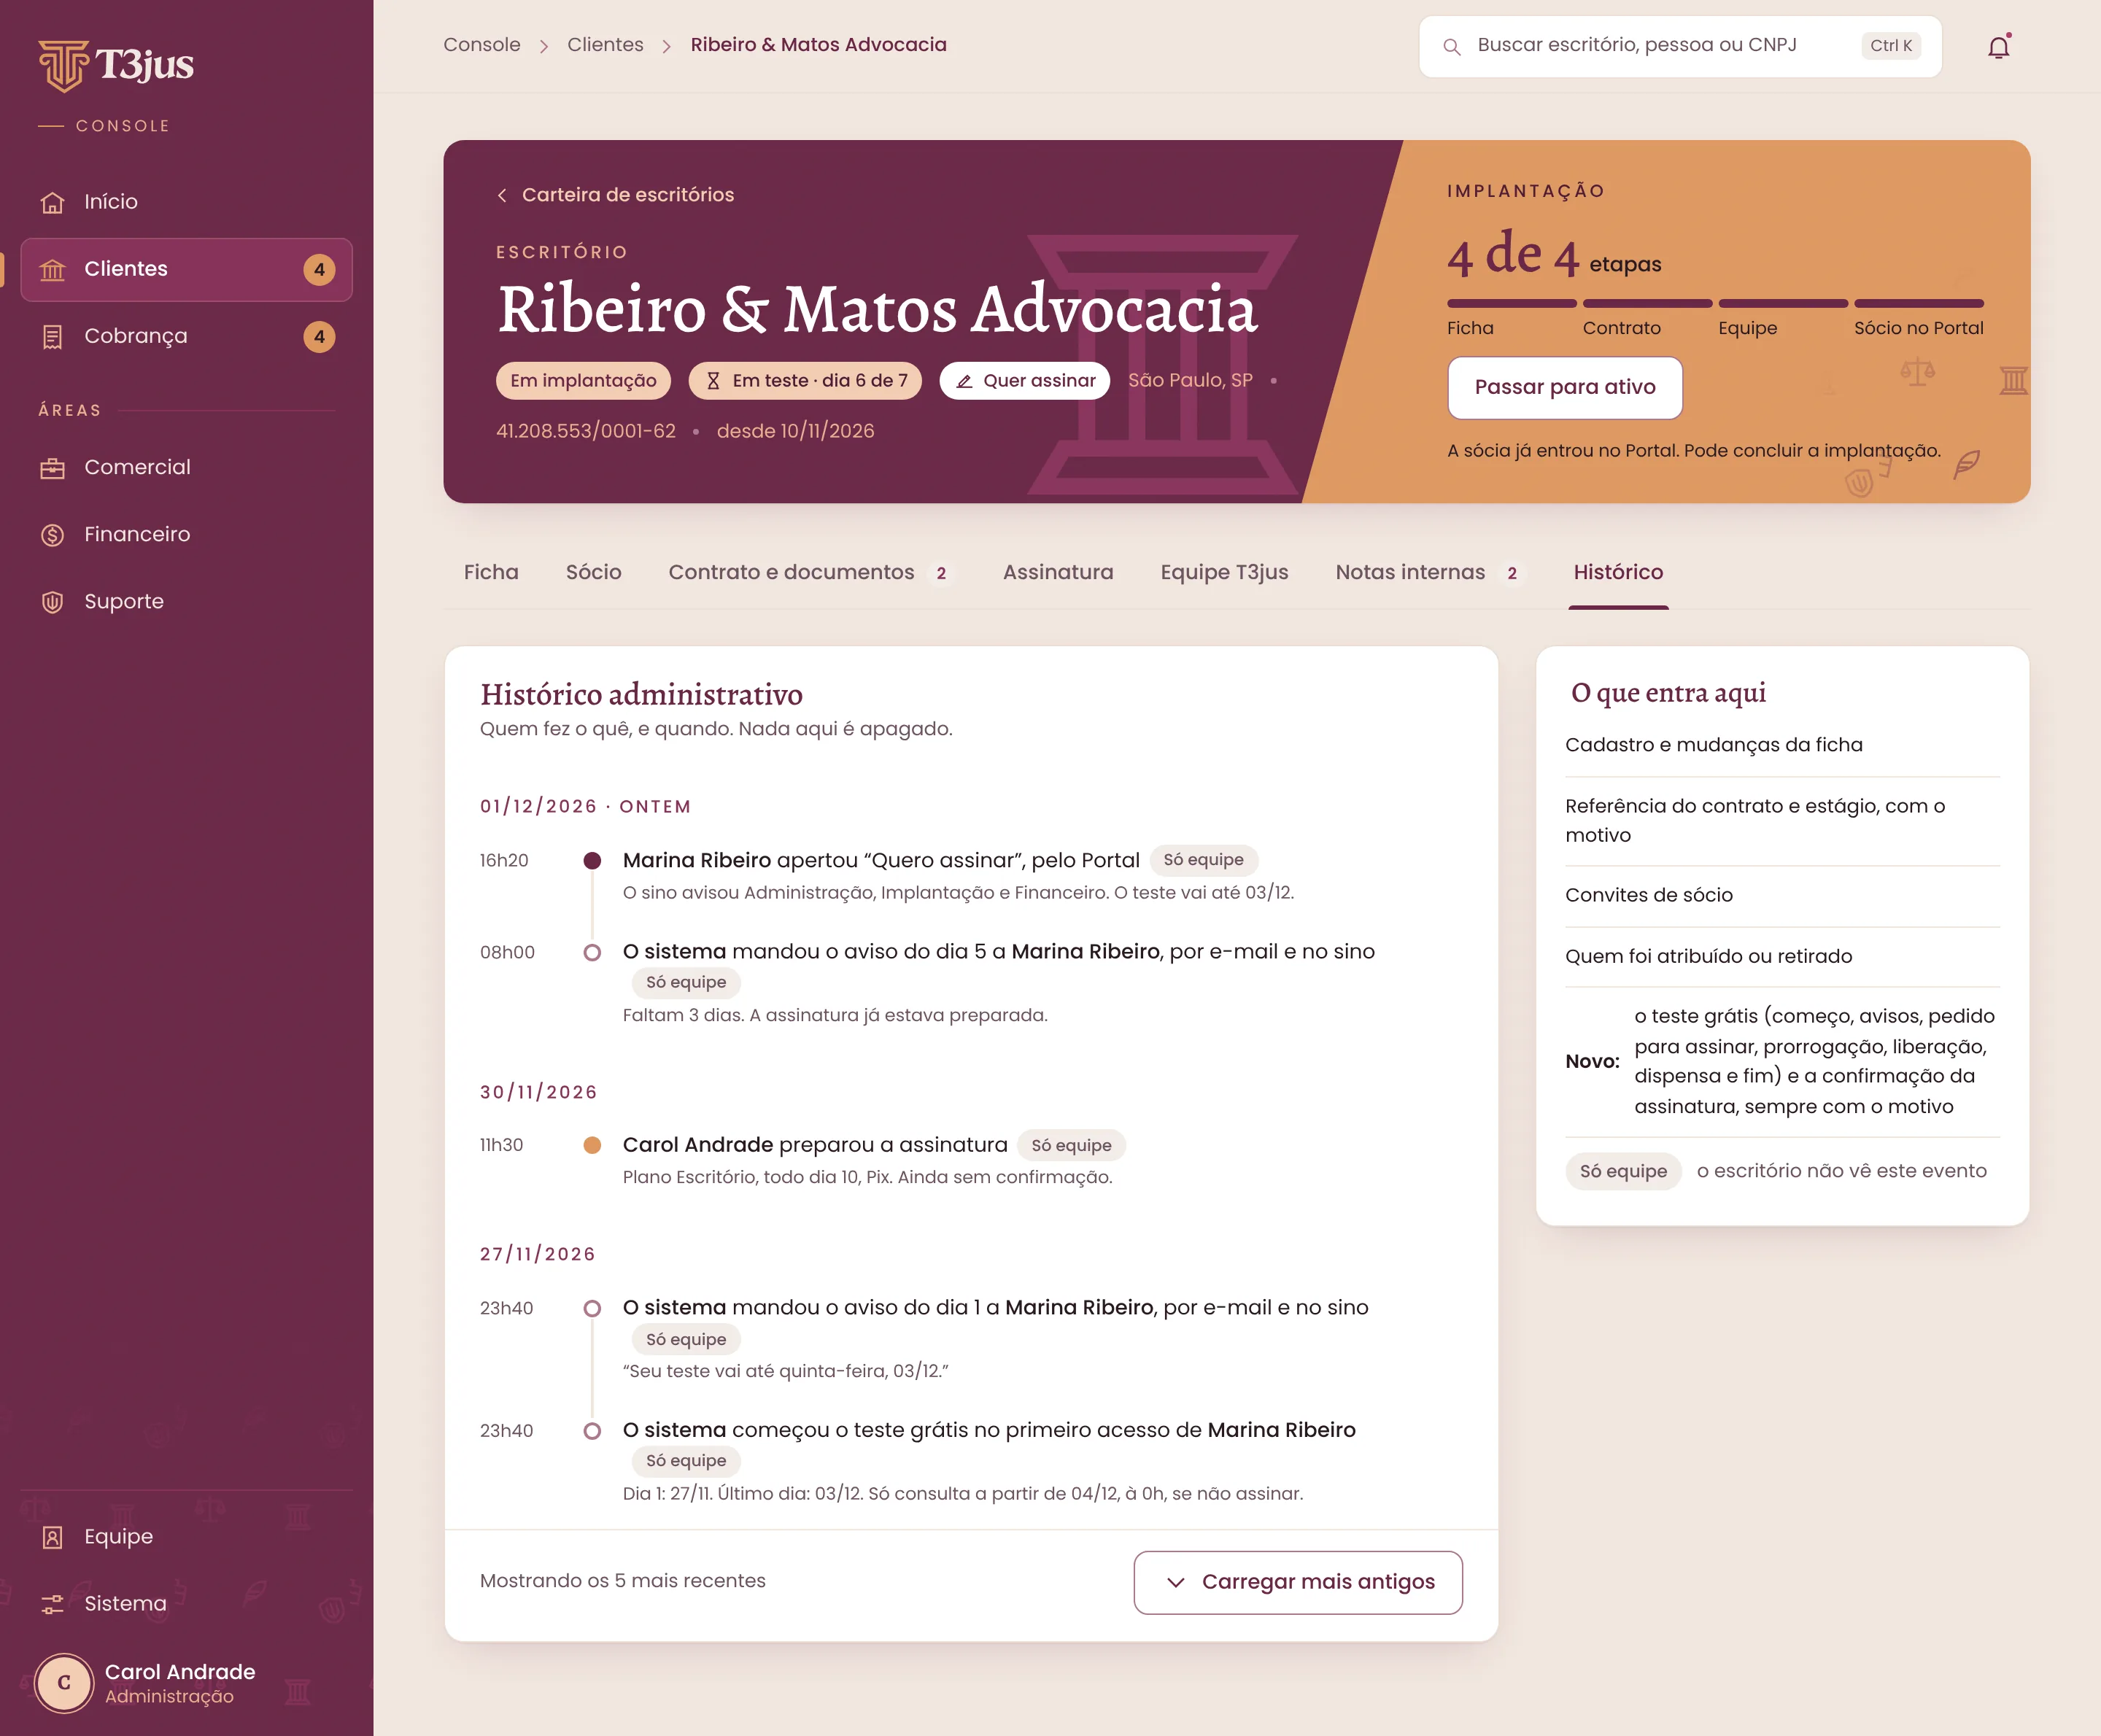 T3jus
CONSOLE
Início
Clientes 4
Cobrança 4
ÁREAS
Comercial
Financeiro
Suporte
Equipe
Sistema
C
Carol Andrade
Administração
Console > Clientes > Ribeiro & Matos Advocacia
Buscar escritório, pessoa ou CNPJ Ctrl K
Carteira de escritórios
ESCRITÓRIO
Ribeiro & Matos Advocacia
Em implantação Em teste · dia 6 de 7 Quer assinar São Paulo, SP •
41.208.553/0001-62 • desde 10/11/2026
IMPLANTAÇÃO
4 de 4 etapas
Ficha Contrato Equipe Sócio no Portal
Passar para ativo
A sócia já entrou no Portal. Pode concluir a implantação.
Ficha Sócio Contrato e documentos 2 Assinatura Equipe T3jus Notas internas 2 Histórico
Histórico administrativo
Quem fez o quê, e quando. Nada aqui é apagado.
01/12/2026 · ONTEM
16h20 Marina Ribeiro apertou “Quero assinar”, pelo Portal Só equipe
O sino avisou Administração, Implantação e Financeiro. O teste vai até 03/12.
08h00 O sistema mandou o aviso do dia 5 a Marina Ribeiro, por e-mail e no sino
Só equipe
Faltam 3 dias. A assinatura já estava preparada.
30/11/2026
11h30 Carol Andrade preparou a assinatura Só equipe
Plano Escritório, todo dia 10, Pix. Ainda sem confirmação.
27/11/2026
23h40 O sistema mandou o aviso do dia 1 a Marina Ribeiro, por e-mail e no sino
Só equipe
“Seu teste vai até quinta-feira, 03/12.”
23h40 O sistema começou o teste grátis no primeiro acesso de Marina Ribeiro
Só equipe
Dia 1: 27/11. Último dia: 03/12. Só consulta a partir de 04/12, à 0h, se não assinar.
Mostrando os 5 mais recentes
Carregar mais antigos
O que entra aqui
Cadastro e mudanças da ficha
Referência do contrato e estágio, com o
motivo
Convites de sócio
Quem foi atribuído ou retirado
Novo: o teste grátis (começo, avisos, pedido
para assinar, prorrogação, liberação,
dispensa e fim) e a confirmação da
assinatura, sempre com o motivo
Só equipe o escritório não vê este evento